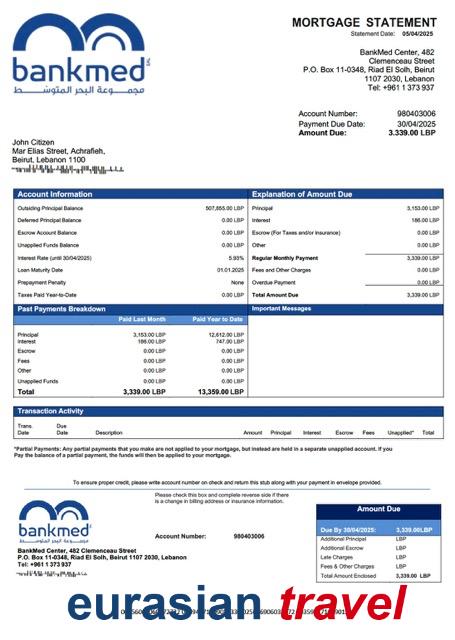 MORTGAGE STATEMENT
Statement Date: 05/04/2025
bankmed
مجموعة البحر المتوسط
BankMed Center, 482
Clemenceau Street
P.O. Box 11-0348, Riad El Solh, Beirut
1107 2030, Lebanon
Tel: +961 1 373 937
Account Number: 980403006
Payment Due Date: 30/04/2025
Amount Due: 3.339.00 LBP
John Citizen
Mar Elias Street, Achrafieh,
Beirut, Lebanon 1100
Account Information
Outsiding Principal Balance 507,855.00 LBP
Deferred Principal Balance 0.00 LBP
Escrow Account Balance 0.00 LBP
Unapplied Funds Balance 0.00 LBP
Interest Rate (until 30/04/2025) 5.93%
Loan Maturity Date 01.01.2025
Prepayment Penalty None
Taxes Paid Year-to-Date 0.00 LBP
Explanation of Amount Due
Principal 3,153.00 LBP
Interest 186.00 LBP
Escrow (For Taxes and/or Insurance) 0.00 LBP
Other 0.00 LBP
Regular Monthly Payment 3,339.00 LBP
Fees and Other Charges 0.00 LBP
Overdue Payment 0.00 LBP
Total Amount Due 3,339.00 LBP
Past Payments Breakdown
Paid Last Month Paid Year to Date
Principal 3,153.00 LBP 12,612.00 LBP
Interest 186.00 LBP 747.00 LBP
Escrow 0.00 LBP 0.00 LBP
Fees 0.00 LBP 0.00 LBP
Other 0.00 LBP 0.00 LBP
Unapplied Funds 0.00 LBP 0.00 LBP
Total 3,339.00 LBP 13,359.00 LBP
Important Messages
Transaction Activity
Trans. Date Due Date Description Amount Principal Interest Escrow Fees Unapplied* Total
*Partial Payments: Any partial payments that you make are not applied to your mortgage, but instead are held in a separate unapplied account. If you
Pay the balance of a partial payment, the funds will then be applied to your mortgage.
To ensure proper credit, please write account number on check and return this stub along with your payment in envelope provided.
Please check this box and complete reverse side if there
is a change in billing address or insurance information.
bankmed
مجموعة البحر المتوسط
Account Number: 980403006
BankMed Center, 482 Clemenceau Street
P.O. Box 11-0348, Riad El Solh, Beirut 1107 2030, Lebanon
Tel: +961 1 373 937
Amount Due
Due By 30/04/2025: 3,339.00LBP
Additional Principal LBP
Additional Escrow LBP
Late Charges LBP
Fees & Other Charges LBP
Total Amount Enclosed 3,339.00 LBP
eurasian travel